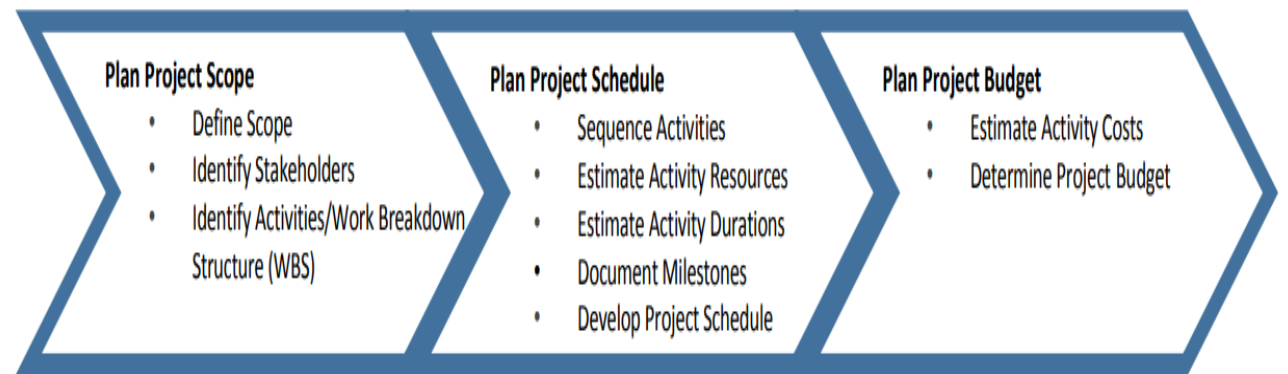 Plan Project Scope
• Define Scope
• Identify Stakeholders
• Identify Activities/Work Breakdown
Structure (WBS)
Plan Project Schedule
• Sequence Activities
• Estimate Activity Resources
• Estimate Activity Durations
• Document Milestones
• Develop Project Schedule
Plan Project Budget
• Estimate Activity Costs
• Determine Project Budget